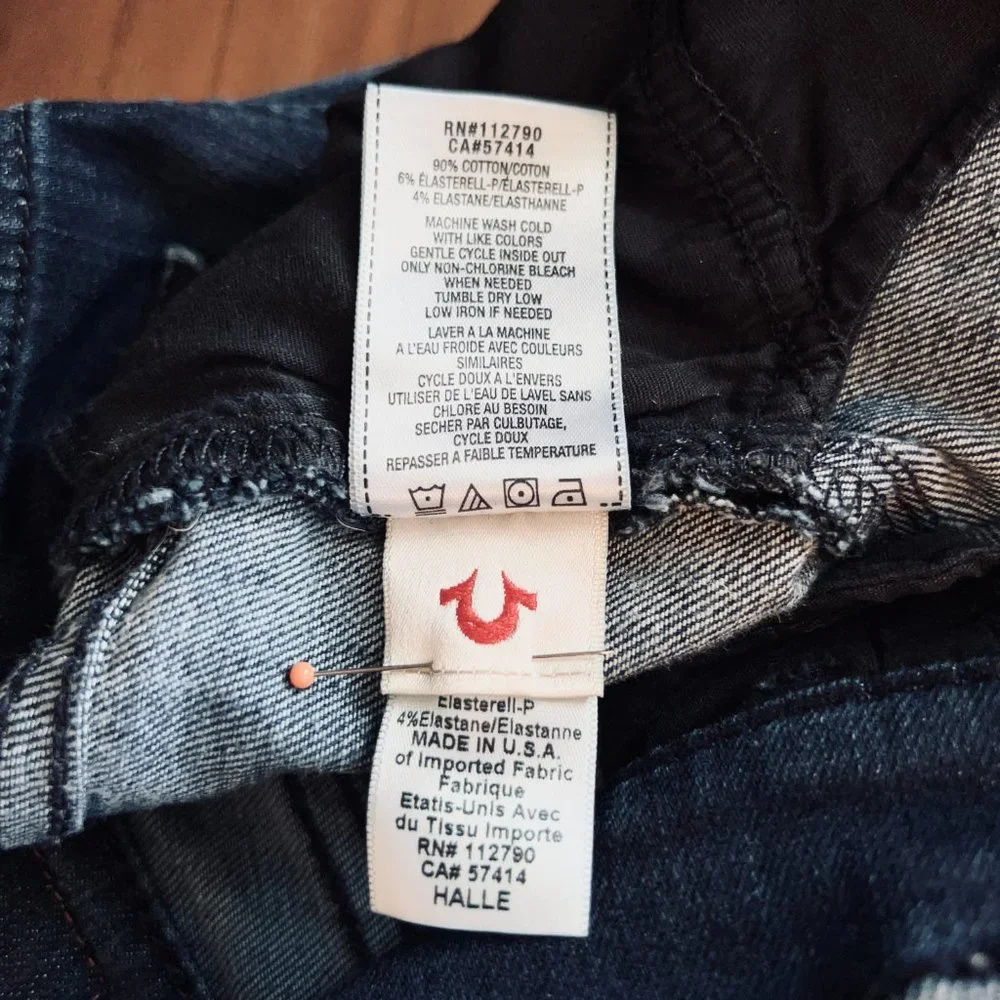 RN#112790
CA#57414
90% COTTON/COTON
6% ÉLASTERELL-P/ÉLASTERELL-P
4% ELASTANE/ELASTHANNE
MACHINE WASH COLD
WITH LIKE COLORS
GENTLE CYCLE INSIDE OUT
ONLY NON-CHLORINE BLEACH
WHEN NEEDED
TUMBLE DRY LOW
LOW IRON IF NEEDED
LAVER A LA MACHINE
A L'EAU FROIDE AVEC COULEURS
SIMILAIRES
CYCLE DOUX A L'ENVERS
UTILISER DE L'EAU DE LAVEL SANS
CHLORE AU BESOIN
SECHER PAR CULBUTAGE,
CYCLE DOUX
REPASSER A FAIBLE TEMPERATURE
Elasterell-P
4%Elastane/Elastanne
MADE IN U.S.A.
of Imported Fabric
Fabrique
Etatis-Unis Avec
du Tissu Importe
RN# 112790
CA# 57414
HALLE